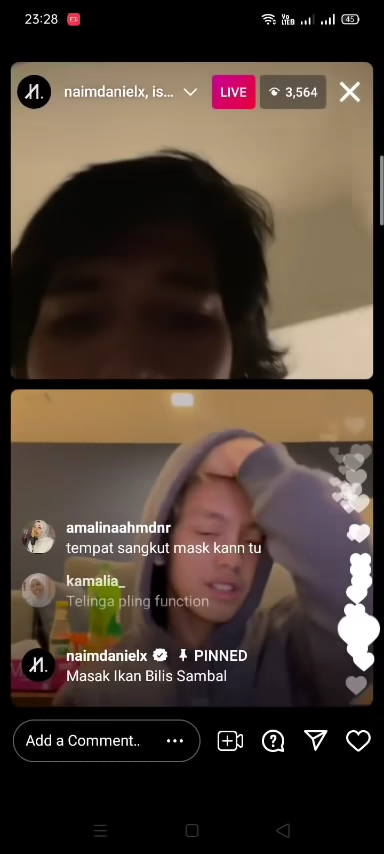 23:28
45
naimdanielx, is...
LIVE
3,564
amalinaahmdnr
tempat sangkut mask kann tu
kamalia_
Telinga pling function
naimdanielx PINNED
Masak Ikan Bilis Sambal
Add a Comment..